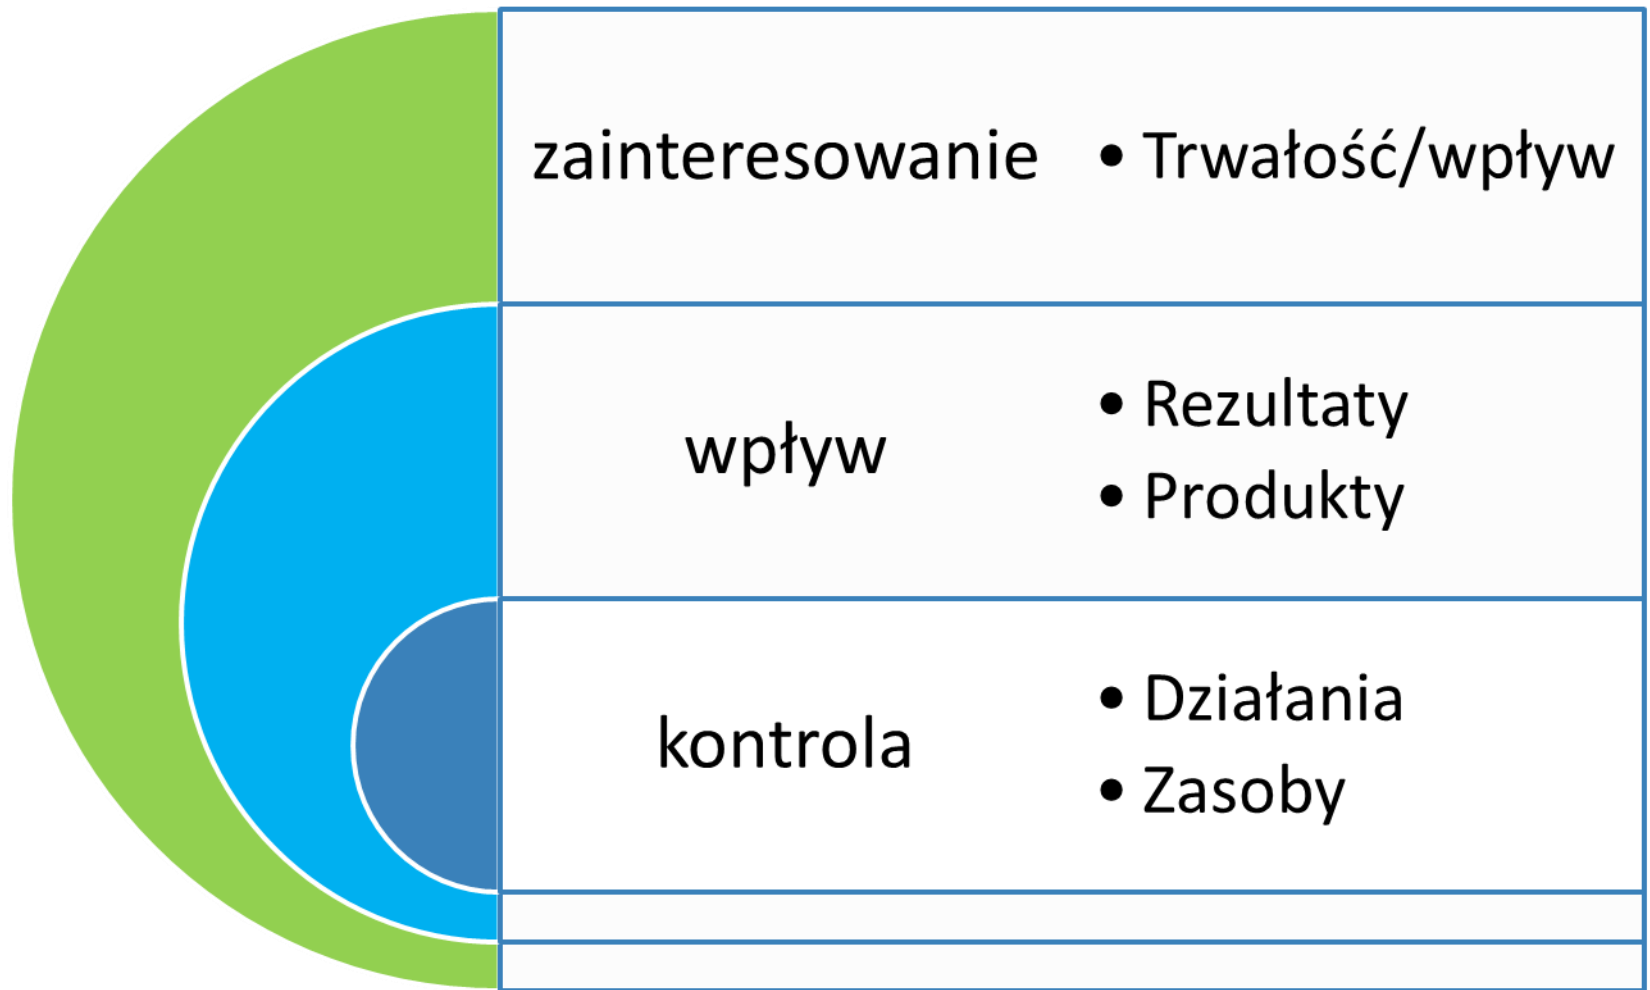 zainteresowanie
• Trwałość/wpływ
wpływ
• Rezultaty
• Produkty
kontrola
• Działania
• Zasoby